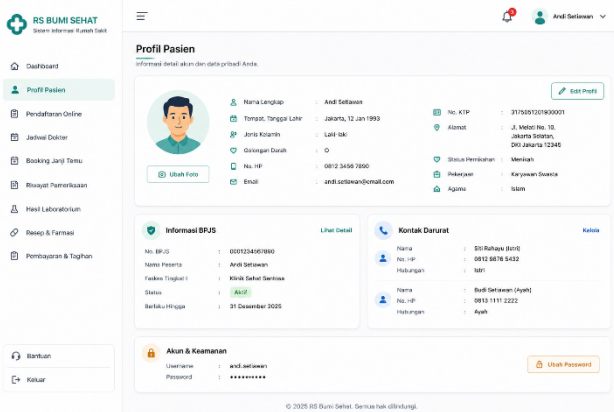 RS BUMI SEHAT
Sistem Informasi Rumah Sakit
3
Andi Setiawan
Dashboard
Profil Pasien
Pendaftaran Online
Jadwal Dokter
Booking Janji Temu
Riwayat Pemeriksaan
Hasil Laboratorium
Resep & Farmasi
Pembayaran & Tagihan
Bantuan
Keluar
Profil Pasien
Informasi detail akun dan data pribadi Anda.
Edit Profil
Ubah Foto
Nama Lengkap : Andi Setiawan
Tempat, Tanggal Lahir : Jakarta, 12 Jan 1993
Jenis Kelamin : Laki-laki
Golongan Darah : O
No. HP : 0812 3456 7890
Email : andi.setiawan@email.com
No. KTP : 3175051201930001
Alamat : Jl. Melati No. 10,
Jakarta Selatan,
DKI Jakarta 12345
Status Pernikahan : Menikah
Pekerjaan : Karyawan Swasta
Agama : Islam
Informasi BPJS
Lihat Detail
No. BPJS : 0001234567890
Nama Peserta : Andi Setiawan
Faskes Tingkat I : Klinik Sehat Sentosa
Status : Aktif
Berlaku Hingga : 31 Desember 2025
Kontak Darurat
Kelola
Nama : Siti Rahayu (Istri)
No. HP : 0812 9876 5432
Hubungan : Istri
Nama : Budi Setiawan (Ayah)
No. HP : 0813 1111 2222
Hubungan : Ayah
Akun & Keamanan
Username : andi.setiawan
Password : ••••••••••
Ubah Password
© 2025 RS Bumi Sehat. Semua hak dilindungi.